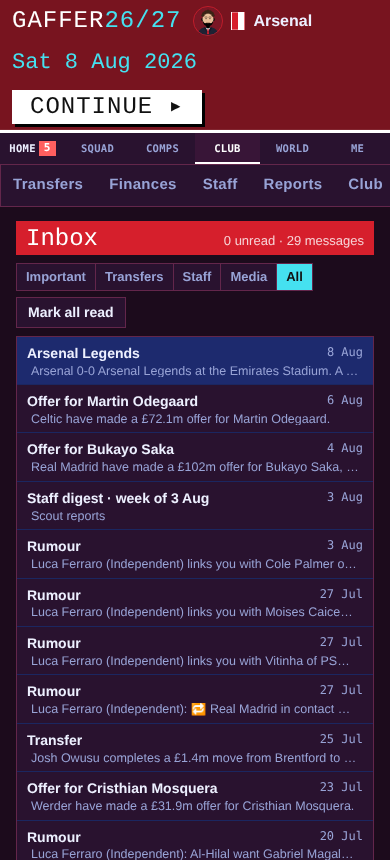 GAFFER26/27 Arsenal
Sat 8 Aug 2026
CONTINUE ►
HOME 5 SQUAD COMPS CLUB WORLD ME
Transfers Finances Staff Reports Club
Inbox 0 unread · 29 messages
Important Transfers Staff Media All
Mark all read
Arsenal Legends 8 Aug
Arsenal 0-0 Arsenal Legends at the Emirates Stadium. A ...
Offer for Martin Odegaard 6 Aug
Celtic have made a £72.1m offer for Martin Odegaard.
Offer for Bukayo Saka 4 Aug
Real Madrid have made a £102m offer for Bukayo Saka, ...
Staff digest · week of 3 Aug 3 Aug
Scout reports
Rumour 3 Aug
Luca Ferraro (Independent) links you with Cole Palmer o...
Rumour 27 Jul
Luca Ferraro (Independent) links you with Moises Caice...
Rumour 27 Jul
Luca Ferraro (Independent) links you with Vitinha of PS...
Rumour 27 Jul
Luca Ferraro (Independent): 🔁 Real Madrid in contact ...
Transfer 25 Jul
Josh Owusu completes a £1.4m move from Brentford to ...
Offer for Cristhian Mosquera 23 Jul
Werder have made a £31.9m offer for Cristhian Mosquera.
Rumour 20 Jul
Luca Ferraro (Independent): Al-Hilal want Gabriel Magal...